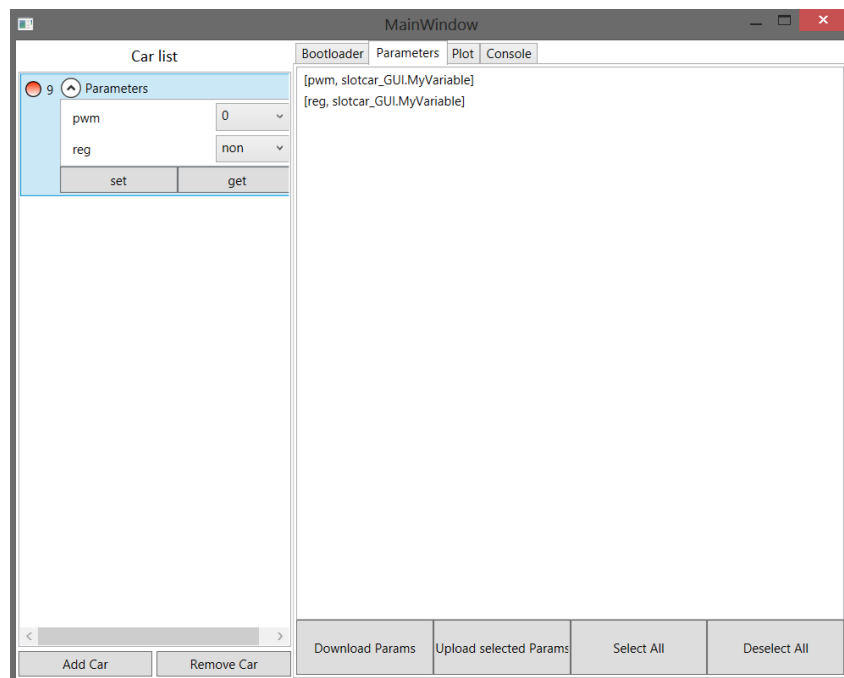 MainWindow
Car list
Bootloader Parameters Plot Console
9 Parameters
pwm 0
reg non
set get
[pwm, slotcar_GUI.MyVariable]
[reg, slotcar_GUI.MyVariable]
Download Params Upload selected Params Select All Deselect All
Add Car Remove Car